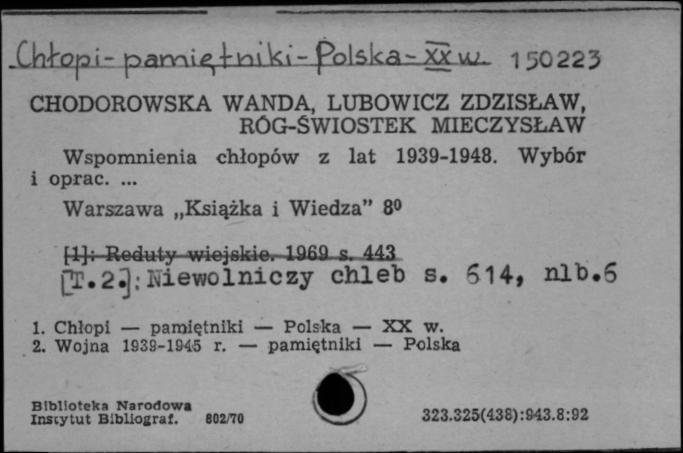 Chłopi-pamiętniki-Polska-XX w. 150223
CHODOROWSKA WANDA, LUBOWICZ ZDZISŁAW,
RÓG-ŚWIOSTEK MIECZYSŁAW
Wspomnienia chłopów z lat 1939-1948. Wybór
i oprac. ...
Warszawa „Książka i Wiedza” 8⁰
[1]: Reduty wiejskie. 1969 s. 443
[T.2.]: Niewolniczy chleb s. 614, nlb.6
1. Chłopi — pamiętniki — Polska — XX w.
2. Wojna 1939-1945 r. — pamiętniki — Polska
Biblioteka Narodowa
Instytut Bibliograf. 802/70
323.325(438):943.8:92